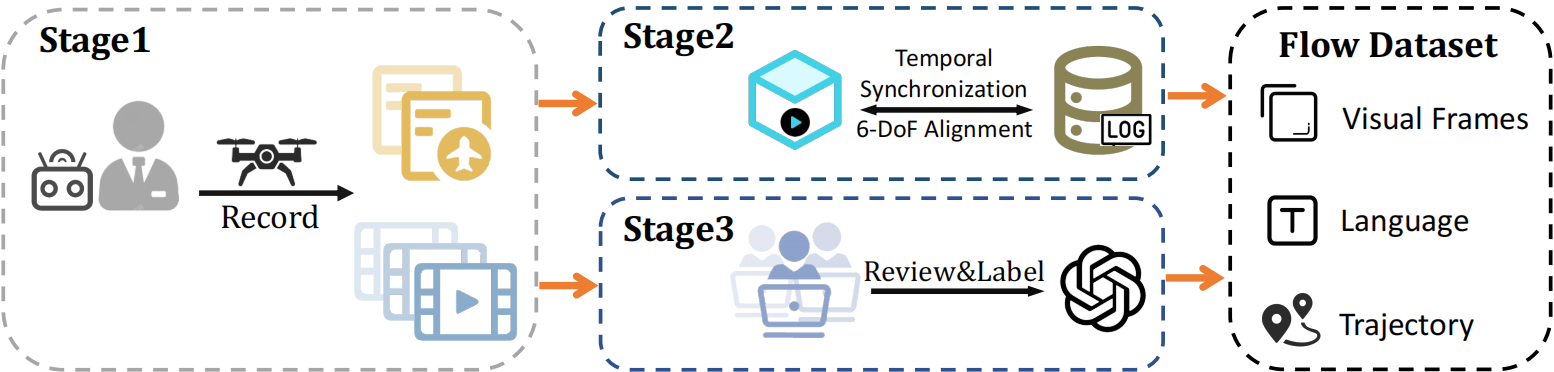 Stage1
Record
Stage2
Temporal
Synchronization
6-DoF Alignment
LOG
Stage3
Review&Label
Flow Dataset
Visual Frames
T
Language
Trajectory